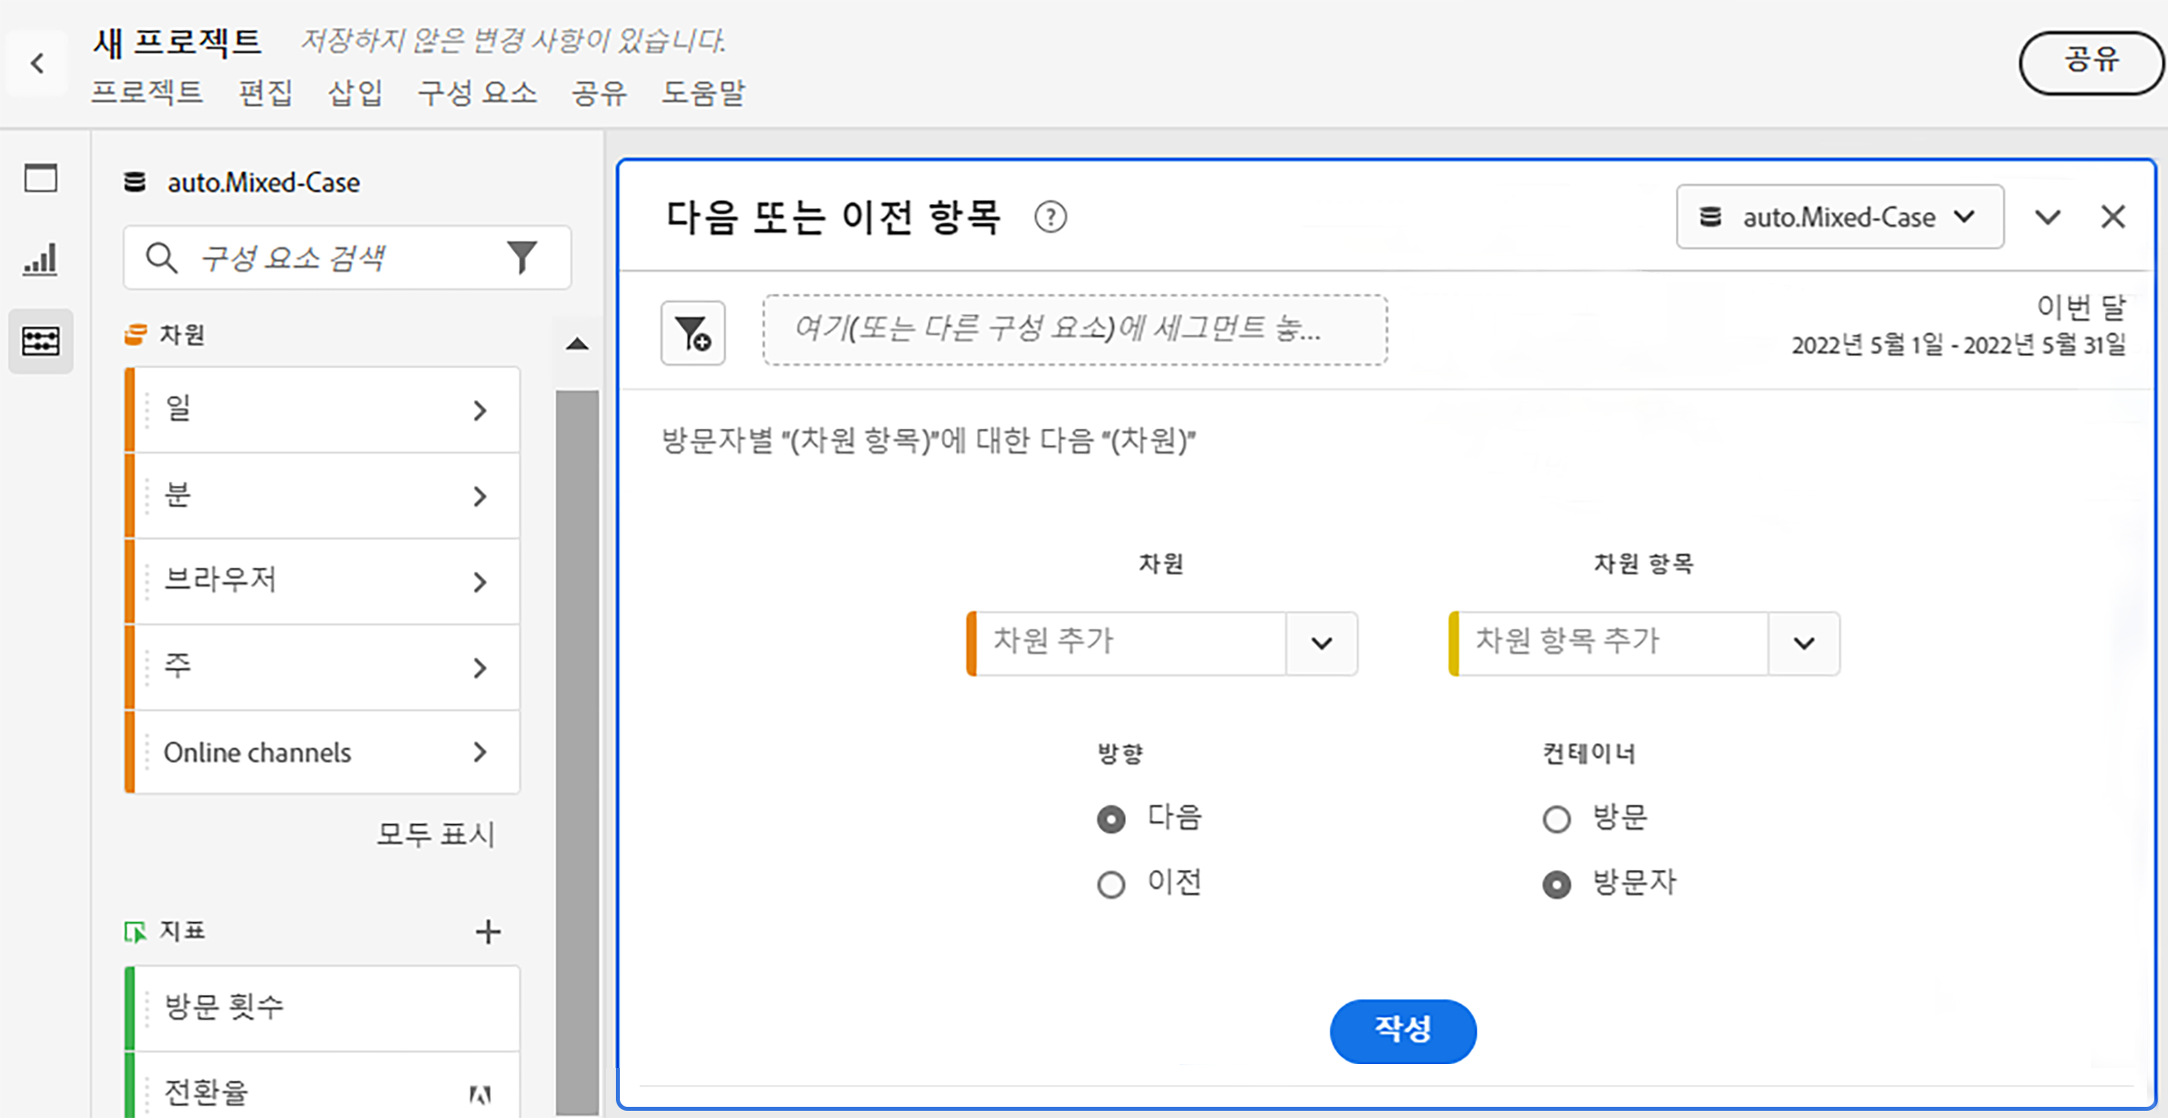 새 프로젝트 저장하지 않은 변경 사항이 있습니다.
프로젝트 편집 삽입 구성 요소 공유 도움말
공유
auto.Mixed-Case
구성 요소 검색
차원
일
분
브라우저
주
Online channels
모두 표시
지표
방문 횟수
전환율
다음 또는 이전 항목
auto.Mixed-Case
여기(또는 다른 구성 요소)에 세그먼트 놓...
이번 달
2022년 5월 1일 - 2022년 5월 31일
방문자별 "(차원 항목)"에 대한 다음 "(차원)"
차원 차원 항목
차원 추가 차원 항목 추가
방향 컨테이너
다음 방문
이전 방문자
작성